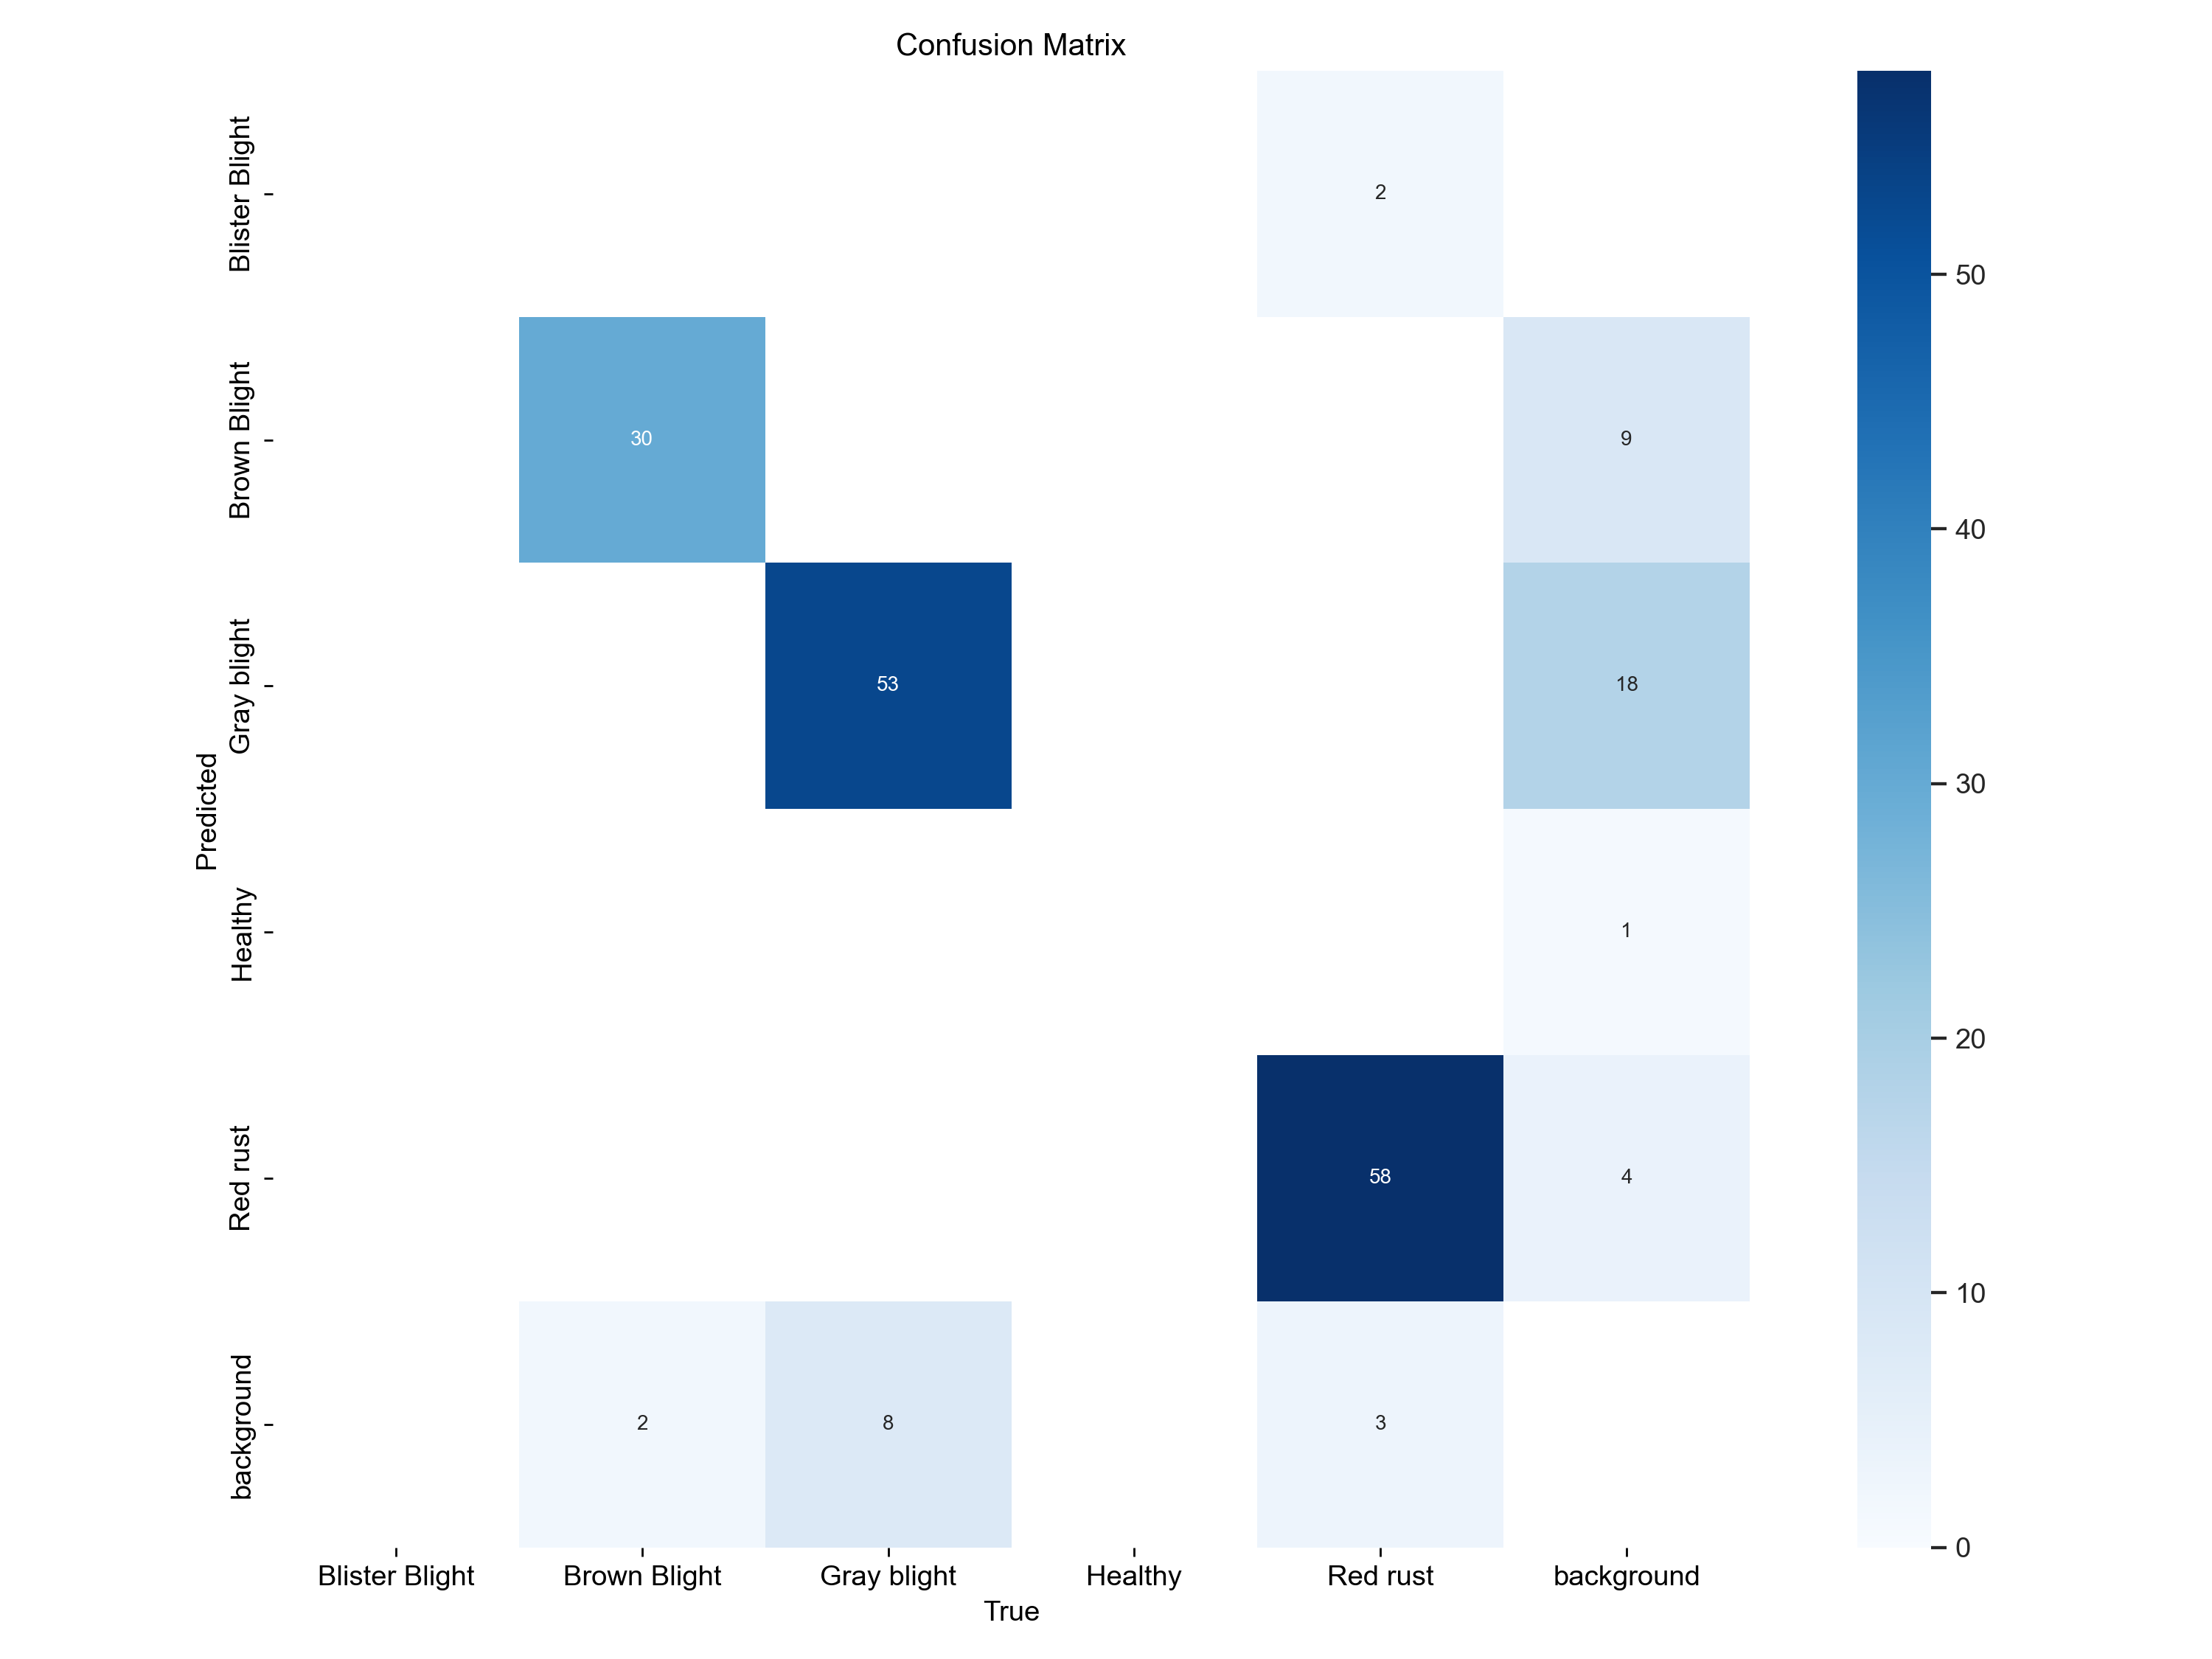 Confusion Matrix
Blister Blight
2
Brown Blight
30
9
Gray blight
53
18
Healthy
1
Red rust
58
4
background
2
8
3
Predicted
Blister Blight
Brown Blight
Gray blight
Healthy
Red rust
background
True
50
40
30
20
10
0